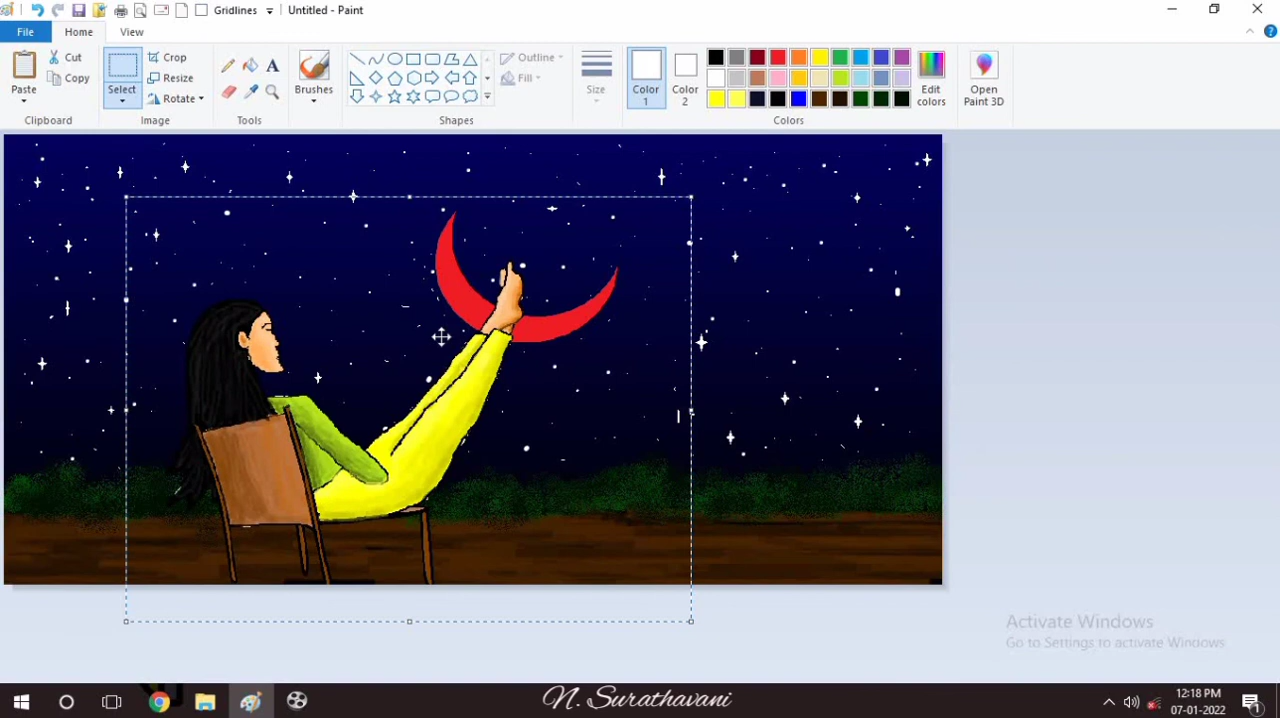 Gridlines
Untitled - Paint
File
Home
View
Paste
Cut
Copy
Select
Crop
Resize
Rotate
A
Brushes
Outline
Fill
Size
Color 1
Color 2
Edit colors
Open Paint 3D
Clipboard
Image
Tools
Shapes
Colors
Activate Windows
Go to Settings to activate Windows
N. Surathavani
12:18 PM
07-01-2022
1